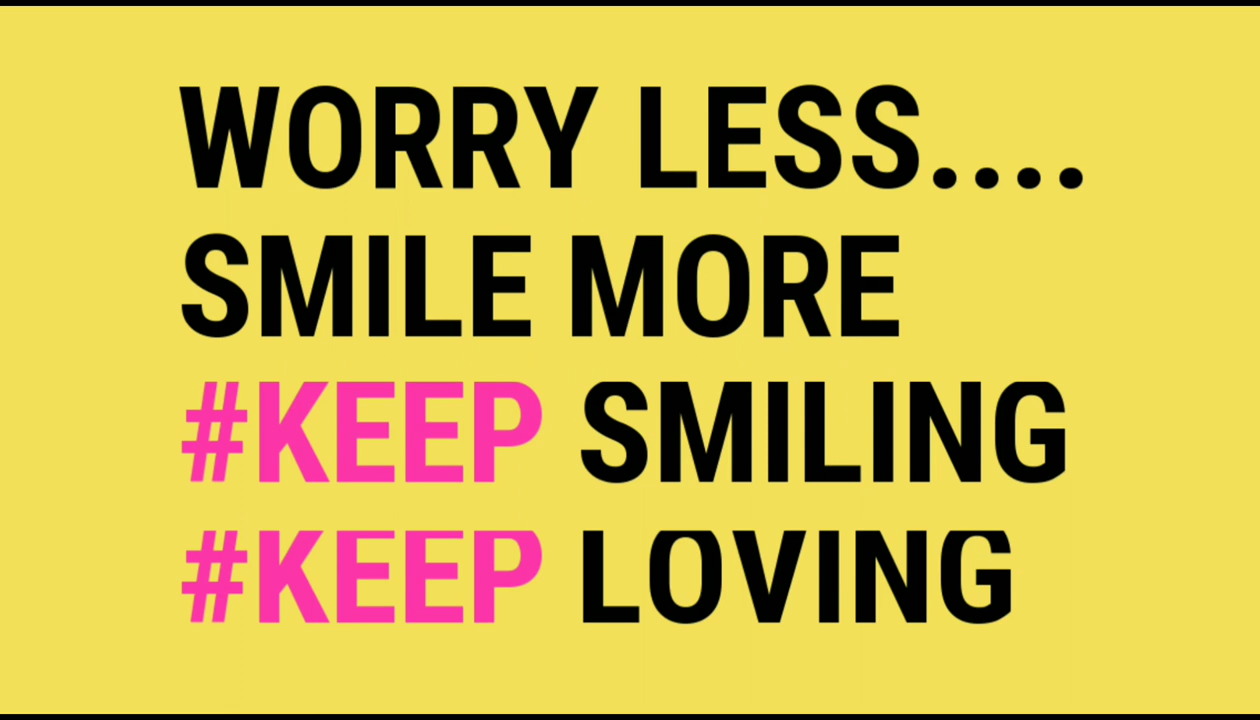 WORRY LESS....
SMILE MORE
#KEEP SMILING
#KEEP LOVING